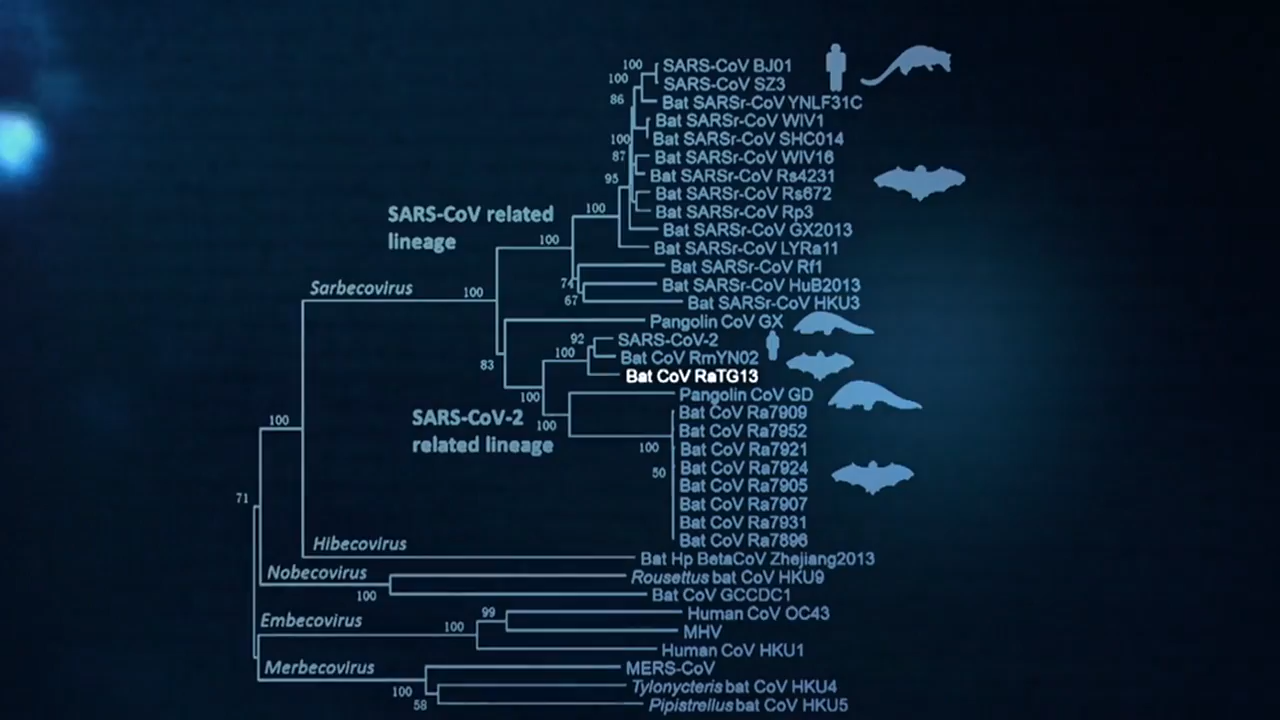 100
SARS-CoV BJ01
100
SARS-CoV SZ3
86
Bat SARSr-CoV YNLF31C
Bat SARSr-CoV WIV1
100
Bat SARSr-CoV SHC014
87
Bat SARSr-CoV WIV16
95
Bat SARSr-CoV Rs4231
Bat SARSr-CoV Rs672
100
Bat SARSr-CoV Rp3
SARS-CoV related
lineage
Bat SARSr-CoV GX2013
100
Bat SARSr-CoV LYRa11
Bat SARSr-CoV Rf1
74
Bat SARSr-CoV HuB2013
Sarbecovirus
100
67
Bat SARSr-CoV HKU3
Pangolin CoV GX
92
SARS-CoV-2
100
Bat CoV RmYN02
83
Bat CoV RaTG13
100
Pangolin CoV GD
Bat CoV Ra7909
SARS-CoV-2
related lineage
100
100
Bat CoV Ra7952
100
Bat CoV Ra7921
50
Bat CoV Ra7924
Bat CoV Ra7905
71
Bat CoV Ra7907
Bat CoV Ra7931
Bat CoV Ra7896
Hibecovirus
Bat Hp BetaCoV Zhejiang2013
Nobecovirus
Rousettus bat CoV HKU9
100
Bat CoV GCCDC1
99
Human CoV OC43
Embecovirus
100
MHV
Human CoV HKU1
Merbecovirus
MERS-CoV
100
Tylonycteris bat CoV HKU4
58
Pipistrellus bat CoV HKU5